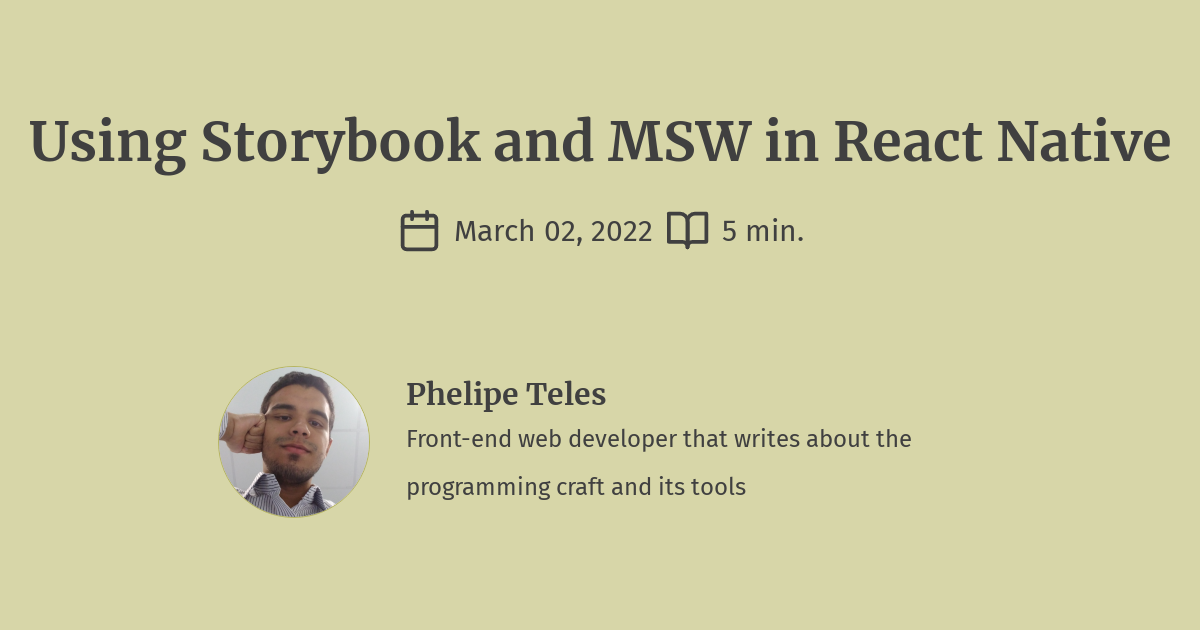 Using Storybook and MSW in React Native
March 02, 2022 5 min.
Phelipe Teles
Front-end web developer that writes about the
programming craft and its tools